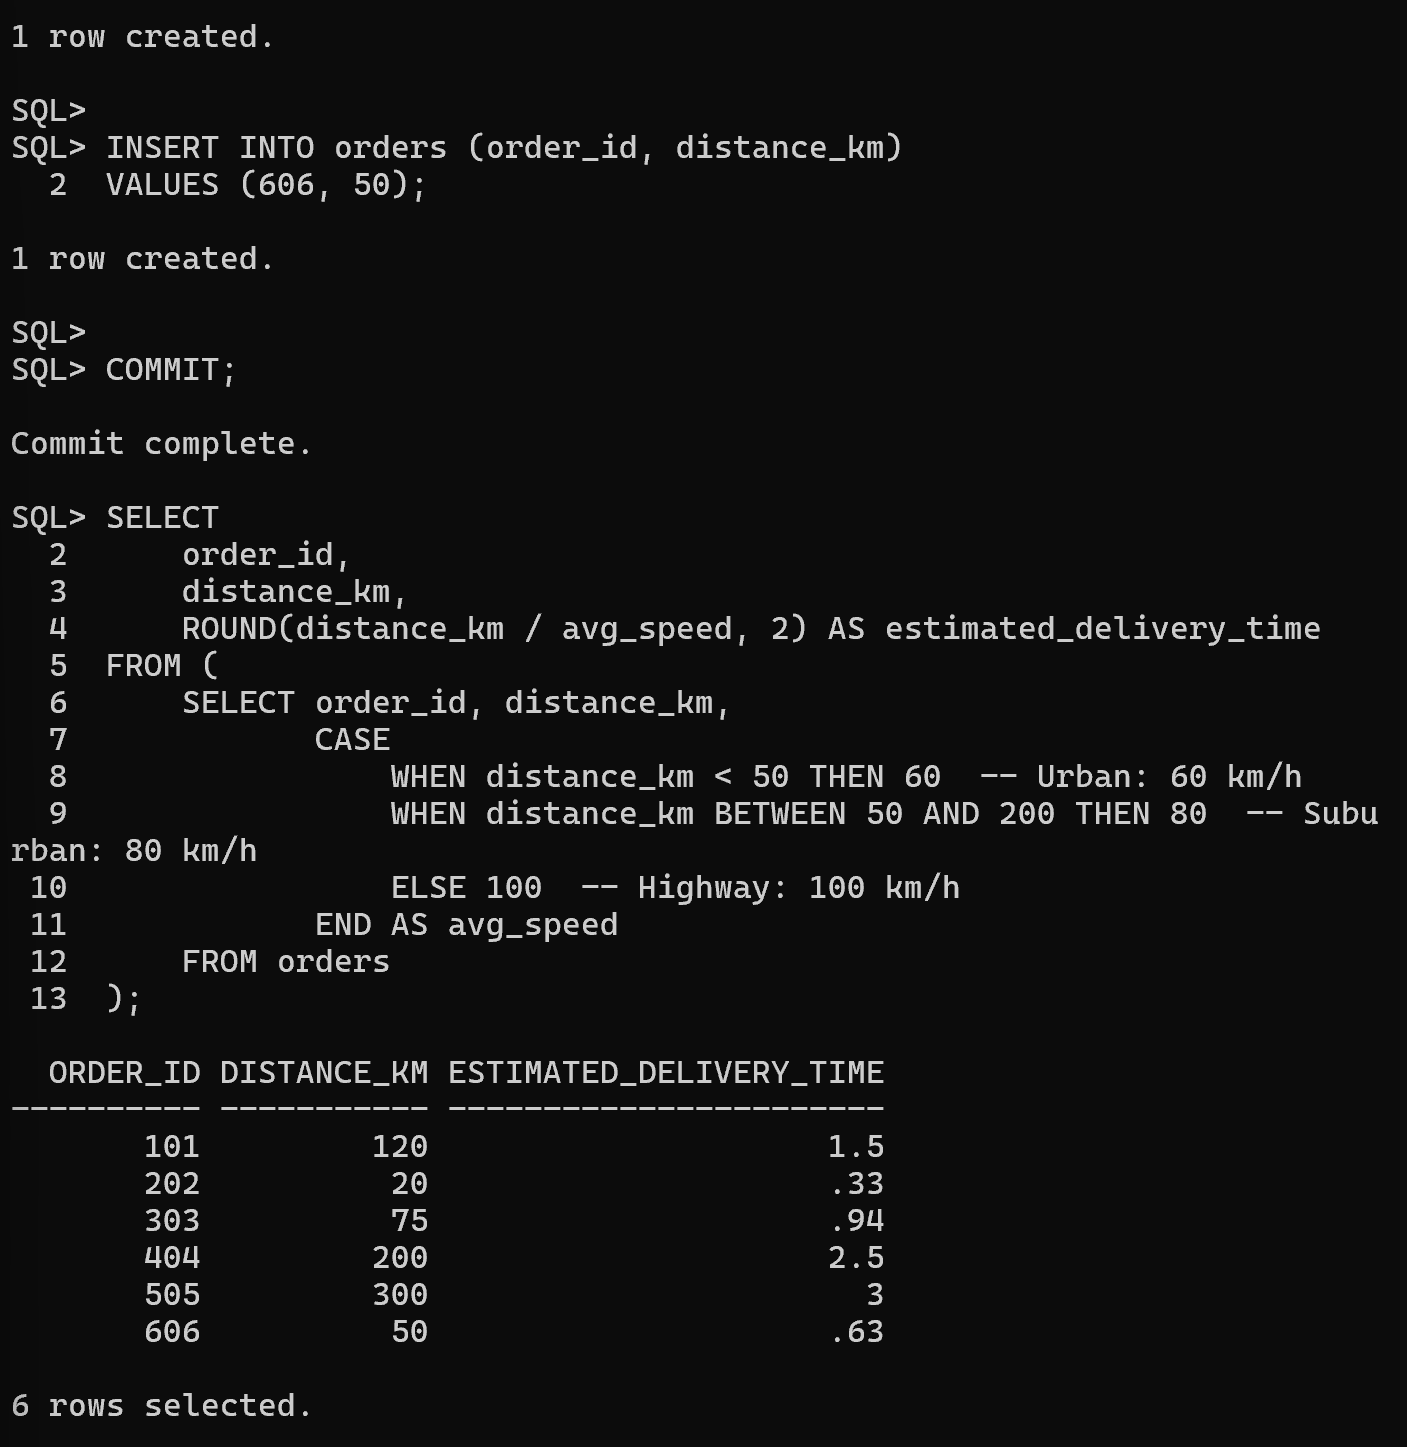 1 row created.
SQL>
SQL> INSERT INTO orders (order_id, distance_km)
  2  VALUES (606, 50);
1 row created.
SQL>
SQL> COMMIT;
Commit complete.
SQL> SELECT
  2      order_id,
  3      distance_km,
  4      ROUND(distance_km / avg_speed, 2) AS estimated_delivery_time
  5  FROM (
  6      SELECT order_id, distance_km,
  7             CASE
  8                 WHEN distance_km < 50 THEN 60  -- Urban: 60 km/h
  9                 WHEN distance_km BETWEEN 50 AND 200 THEN 80  -- Subu
rban: 80 km/h
 10                 ELSE 100  -- Highway: 100 km/h
 11             END AS avg_speed
 12      FROM orders
 13  );
  ORDER_ID DISTANCE_KM ESTIMATED_DELIVERY_TIME
---------- ----------- -----------------------
       101         120                     1.5
       202          20                     .33
       303          75                     .94
       404         200                     2.5
       505         300                       3
       606          50                     .63
6 rows selected.